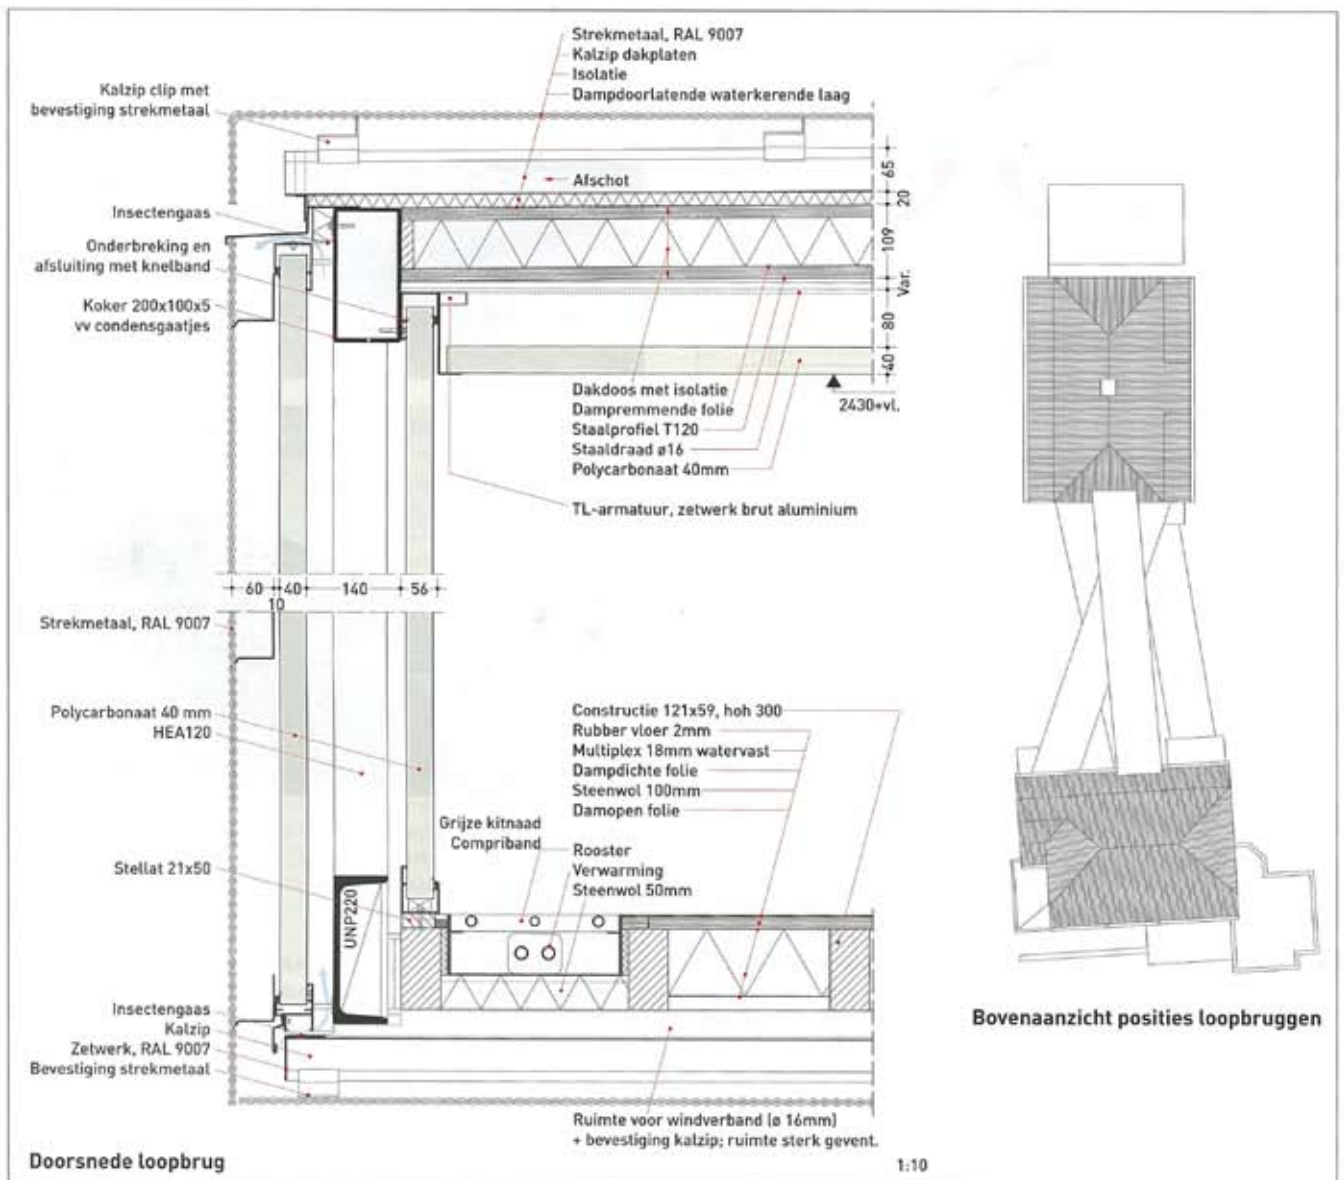 Strekmetaal, RAL 9007
Kalzip dakplaten
Isolatie
Dampdoorlatende waterkerende laag
Kalzip clip met
bevestiging strekmetaal
Afschot
65
20
109
Var.
80
40
Insectengaas
Onderbreking en
afsluiting met knelband
Koker 200x100x5
vv condensgaatjes
2430+vl.
Dakdoos met isolatie
Dampremmende folie
Staalprofiel T120
Staaldraad ø16
Polycarbonaat 40mm
TL-armatuur, zetwerk brut aluminium
60 40 140 56
10
Strekmetaal, RAL 9007
Polycarbonaat 40 mm
HEA120
Constructie 121x59, hoh 300
Rubber vloer 2mm
Multiplex 18mm watervast
Dampdichte folie
Steenwol 100mm
Damopen folie
Grijze kitnaad
Compriband
Rooster
Verwarming
Steenwol 50mm
Stellat 21x50
UNP220
Insectengaas
Kalzip
Zetwerk, RAL 9007
Bevestiging strekmetaal
Ruimte voor windverband (ø 16mm)
+ bevestiging kalzip; ruimte sterk gevent.
Doorsnede loopbrug
1:10
Bovenaanzicht posities loopbruggen